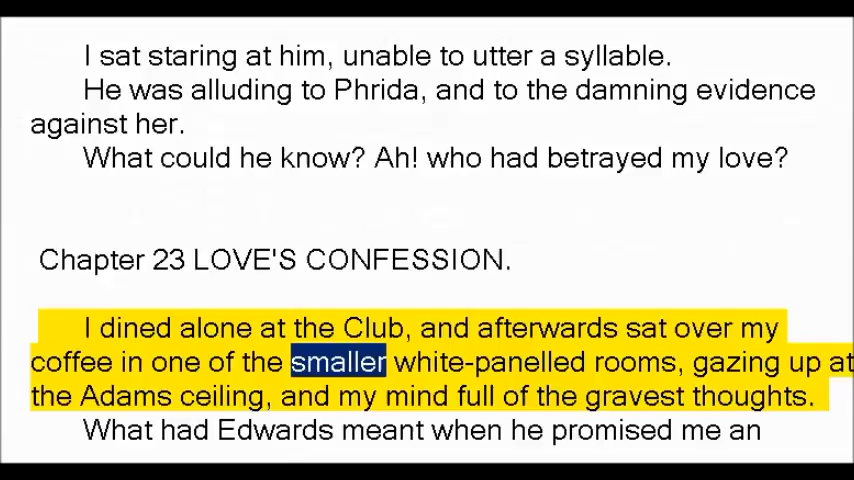 I sat staring at him, unable to utter a syllable.
He was alluding to Phrida, and to the damning evidence
against her.
What could he know? Ah! who had betrayed my love?
Chapter 23 LOVE'S CONFESSION.
I dined alone at the Club, and afterwards sat over my
coffee in one of the smaller white-panelled rooms, gazing up at
the Adams ceiling, and my mind full of the gravest thoughts.
What had Edwards meant when he promised me an